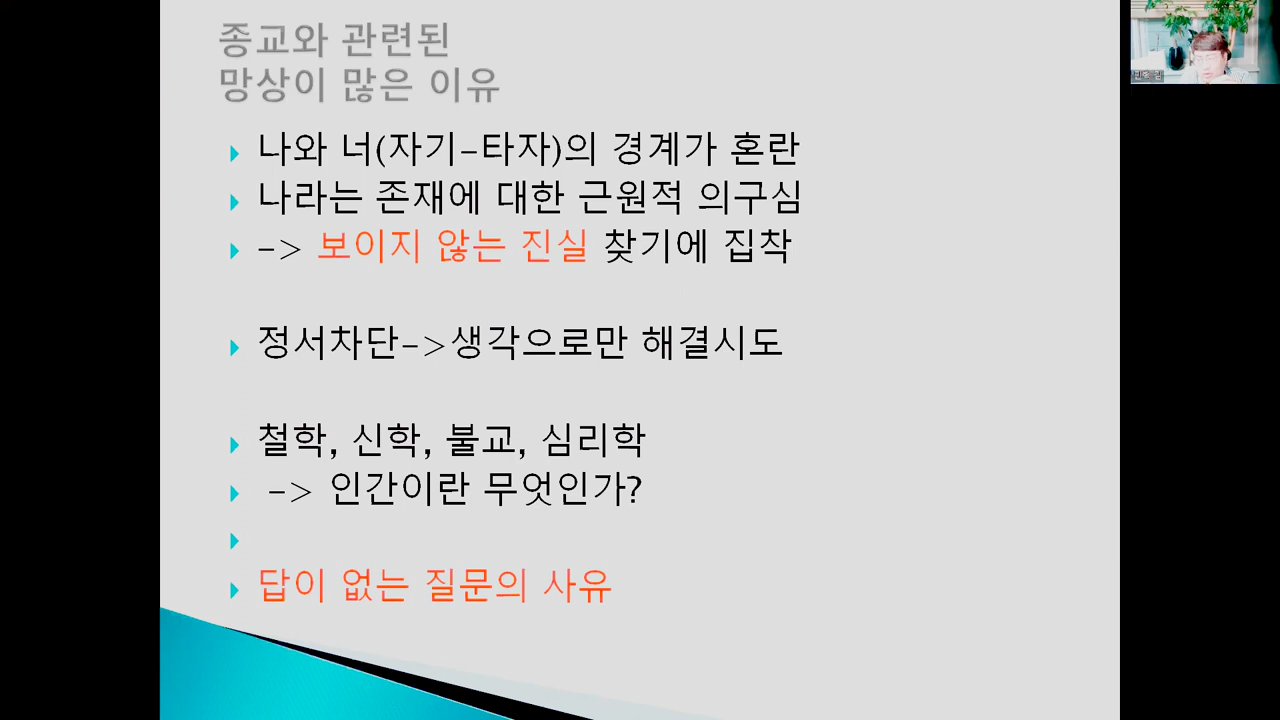 종교와 관련된
망상이 많은 이유
나와 너(자기-타자)의 경계가 혼란
나라는 존재에 대한 근원적 의구심
-> 보이지 않는 진실 찾기에 집착
정서차단->생각으로만 해결시도
철학, 신학, 불교, 심리학
-> 인간이란 무엇인가?
답이 없는 질문의 사유